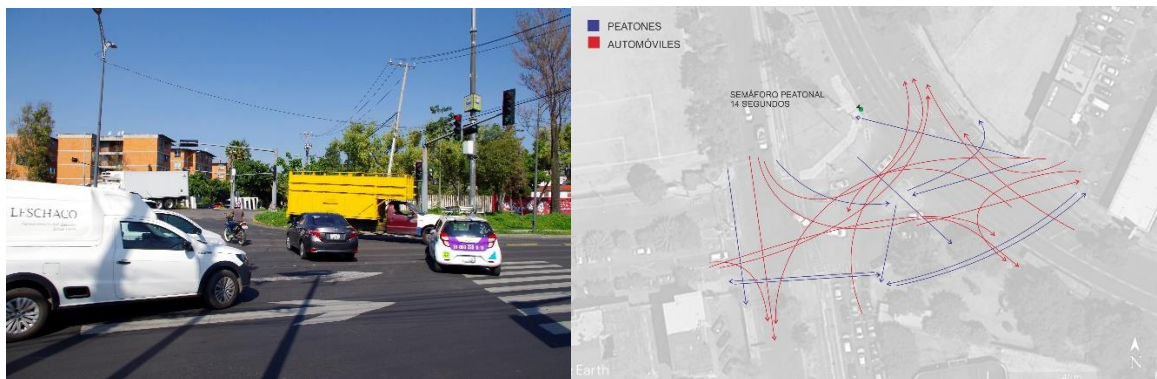 LESCHACO
PEATONES
AUTOMÓVILES
SEMÁFORO PEATONAL
14 SEGUNDOS
N
Earth